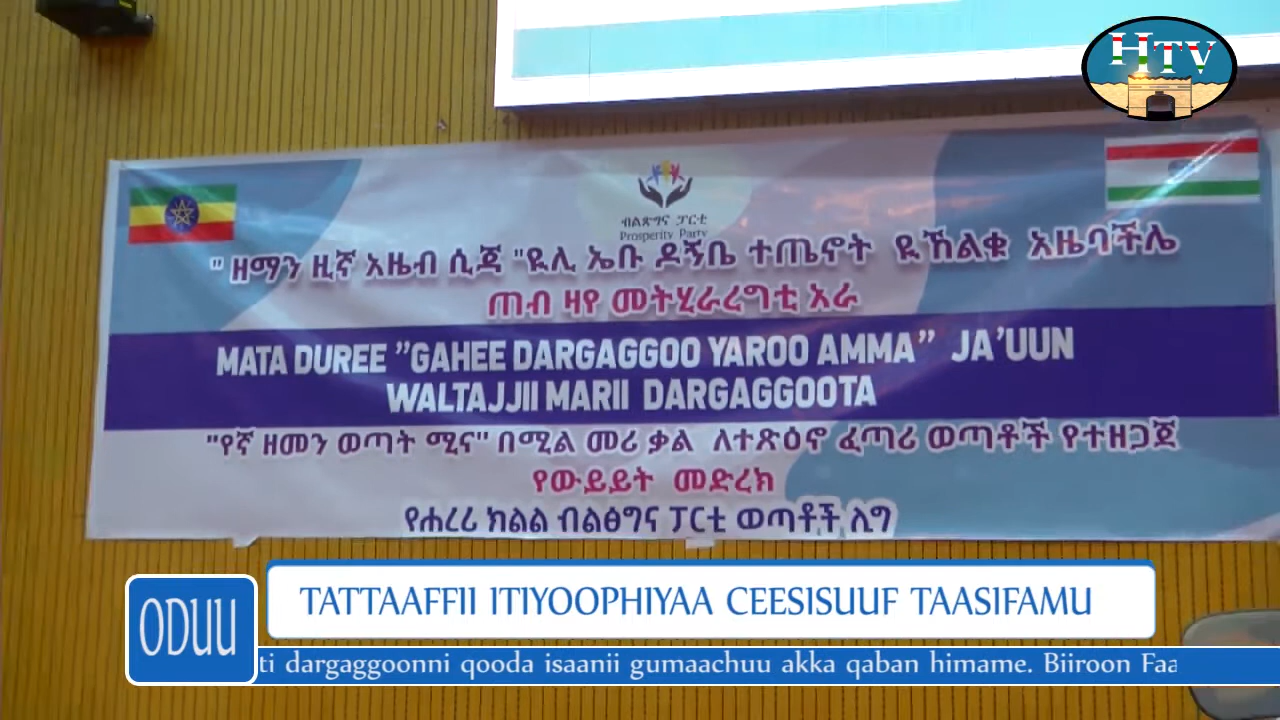 HTV
ብልጽግና ፓርቲ
Prosperity Party
" ዘማን ዚኛ አዜብ ሲጃ "ዪሊ ኤቡ ዶኝቤ ተጤኖት ዪኸልቁ አዜባችሌ
ጠብ ዛየ መትሂራረግቲ አራ
MATA DUREE ”GAHEE DARGAGGOO YAROO AMMA” JA’UUN
WALTAJJII MARII DARGAGGOOTA
"የኛ ዘመን ወጣት ሚና" በሚል መሪ ቃል ለተጽዕኖ ፈጣሪ ወጣቶች የተዘጋጀ
የውይይት መድረክ
የሐረሪ ክልል ብልፅግና ፓርቲ ወጣቶች ሊግ
TATTAAFFII ITIYOOPHIYAA CEESISUUF TAASIFAMU
ODUU
ti dargaggoonni qooda isaanii gumaachuu akka qaban himame. Biiroon Faa